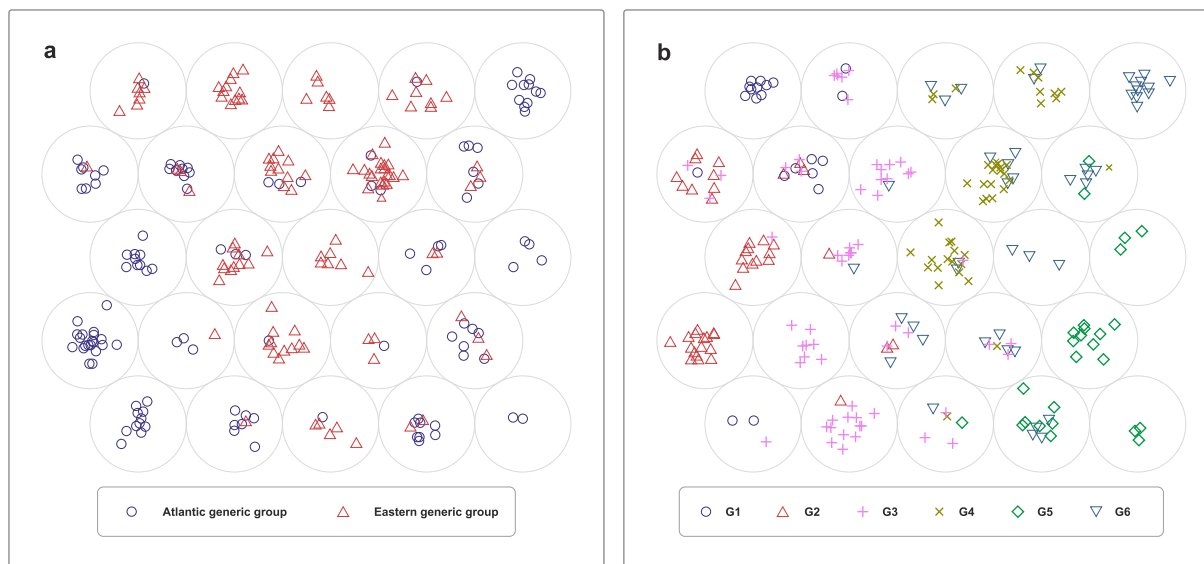 a
Atlantic generic group
Eastern generic group
b
G1
G2
G3
G4
G5
G6